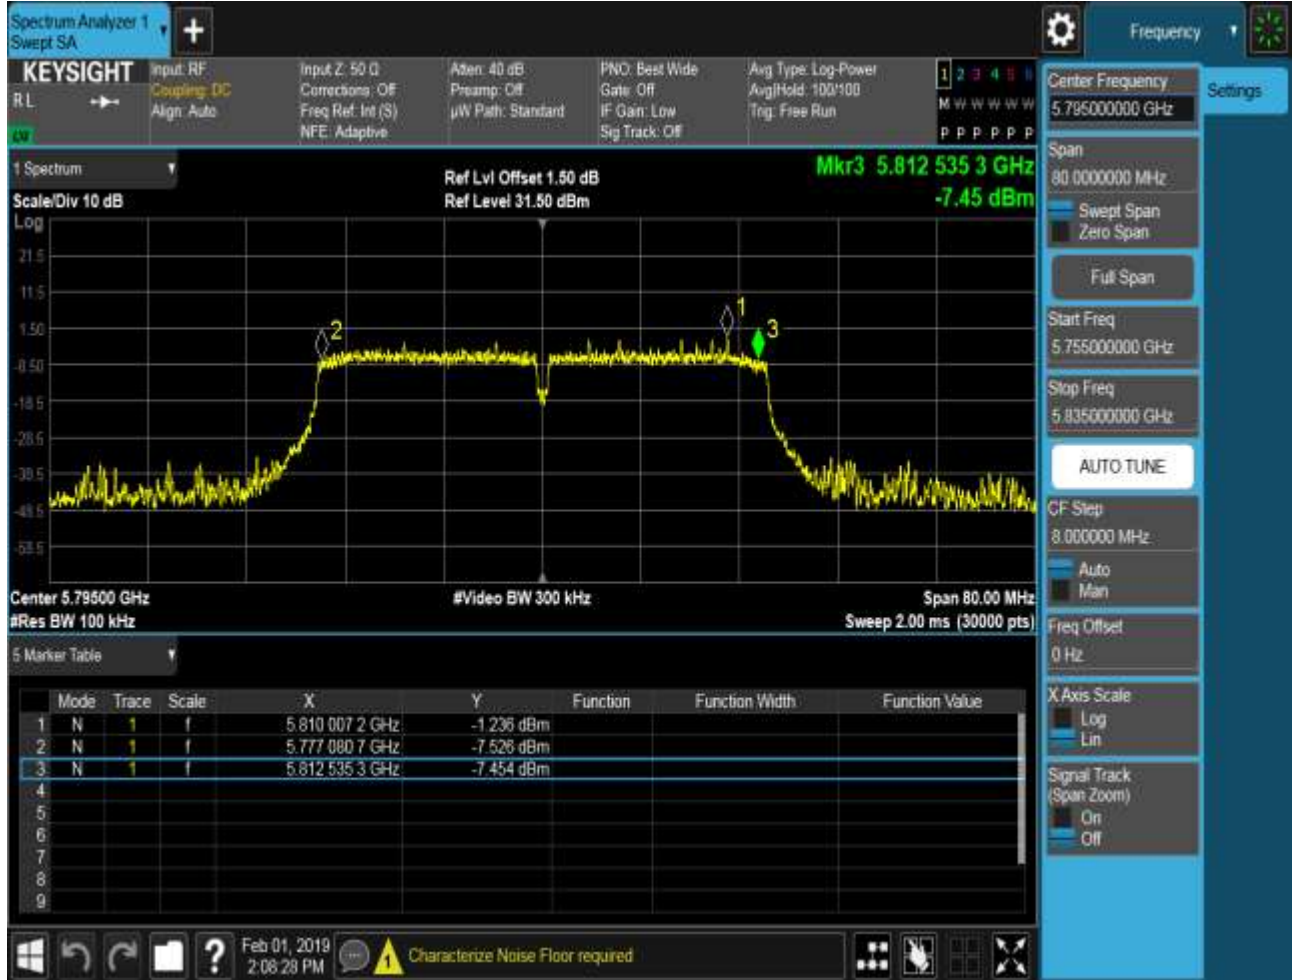 Spectrum Analyzer 1
Swept SA
+
Frequency
KEYSIGHT
RL
Input: RF
Coupling: DC
Align: Auto
Input Z: 50 Ω
Corrections: Off
Freq Ref: Int (S)
NFE: Adaptive
Atten: 40 dB
Preamp: Off
µW Path: Standard
PNO: Best Wide
Gate: Off
IF Gain: Low
Sig Track: Off
Avg Type: Log-Power
Avg|Hold: 100/100
Trig: Free Run
1 2 3 4 5 6
M W W W W W
P P P P P P
1 Spectrum
Scale/Div 10 dB
Ref Lvl Offset 1.50 dB
Ref Level 31.50 dBm
Mkr3 5.812 535 3 GHz
-7.45 dBm
Log
21.5
11.5
1.50
-8.50
-18.5
-28.5
-38.5
-48.5
-58.5
2
1
3
Center 5.79500 GHz
#Res BW 100 kHz
#Video BW 300 kHz
Span 80.00 MHz
Sweep 2.00 ms (30000 pts)
5 Marker Table
Mode Trace Scale X Y Function Function Width Function Value
1 N 1 f 5.810 007 2 GHz -1.236 dBm
2 N 1 f 5.777 080 7 GHz -7.526 dBm
3 N 1 f 5.812 535 3 GHz -7.454 dBm
4
5
6
7
8
9
Center Frequency
5.795000000 GHz
Settings
Span
80.0000000 MHz
Swept Span
Zero Span
Full Span
Start Freq
5.755000000 GHz
Stop Freq
5.835000000 GHz
AUTO TUNE
CF Step
8.000000 MHz
Auto
Man
Freq Offset
0 Hz
X Axis Scale
Log
Lin
Signal Track
(Span Zoom)
On
Off
?
Feb 01, 2019
2:08:28 PM
1
Characterize Noise Floor required